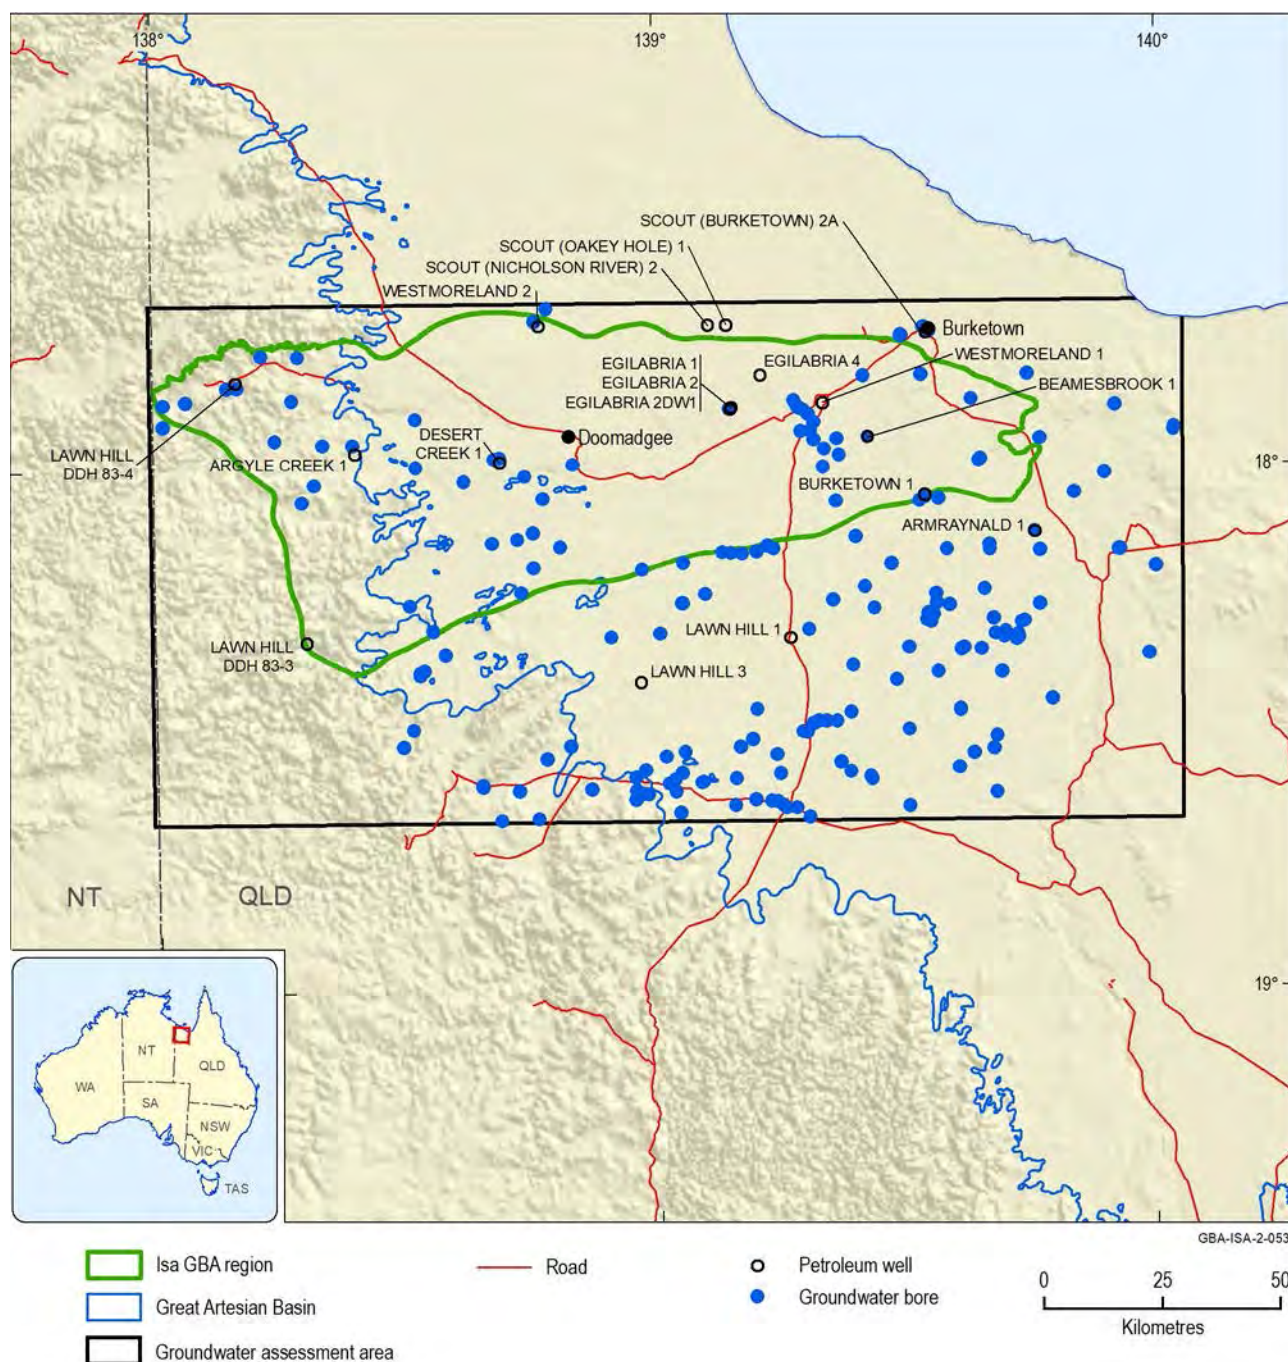 138°
139°
140°
SCOUT (BURKETOWN) 2A
SCOUT (OAKEY HOLE) 1
SCOUT (NICHOLSON RIVER) 2
WESTMORELAND 2
Burketown
EGILABRIA 1
EGILABRIA 2
EGILABRIA 2DW1
EGILABRIA 4
WESTMORELAND 1
BEAMESBROOK 1
Doomadgee
LAWN HILL
DDH 83-4
ARGYLE CREEK 1
DESERT
CREEK 1
18°
BURKETOWN 1
ARMRAYNALD 1
LAWN HILL
DDH 83-3
LAWN HILL 1
LAWN HILL 3
NT
QLD
19°
NT
QLD
WA
SA
NSW
VIC
TAS
GBA-ISA-2-053
Isa GBA region
Great Artesian Basin
Groundwater assessment area
Road
Petroleum well
Groundwater bore
0 25 50
Kilometres